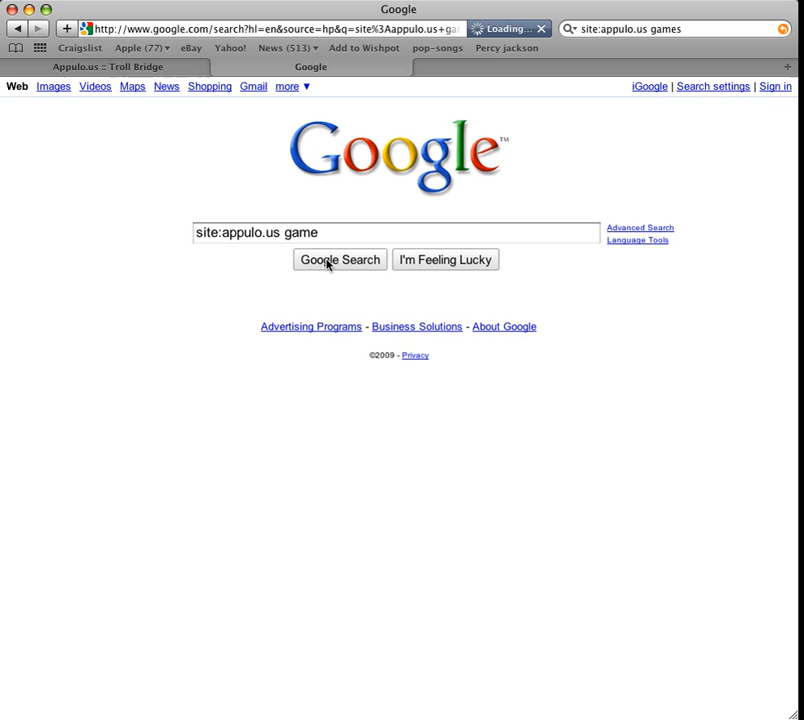 Google
http://www.google.com/search?hl=en&source=hp&q=site%3Aappulo.us+ga Loading... site:appulo.us games
Craigslist Apple (77) eBay Yahoo! News (513) Add to Wishpot pop-songs Percy jackson
Appulo.us :: Troll Bridge Google
Web Images Videos Maps News Shopping Gmail more ▼ iGoogle | Search settings | Sign in
Google™
site:appulo.us game Advanced Search
Language Tools
Google Search I'm Feeling Lucky
Advertising Programs - Business Solutions - About Google
©2009 - Privacy